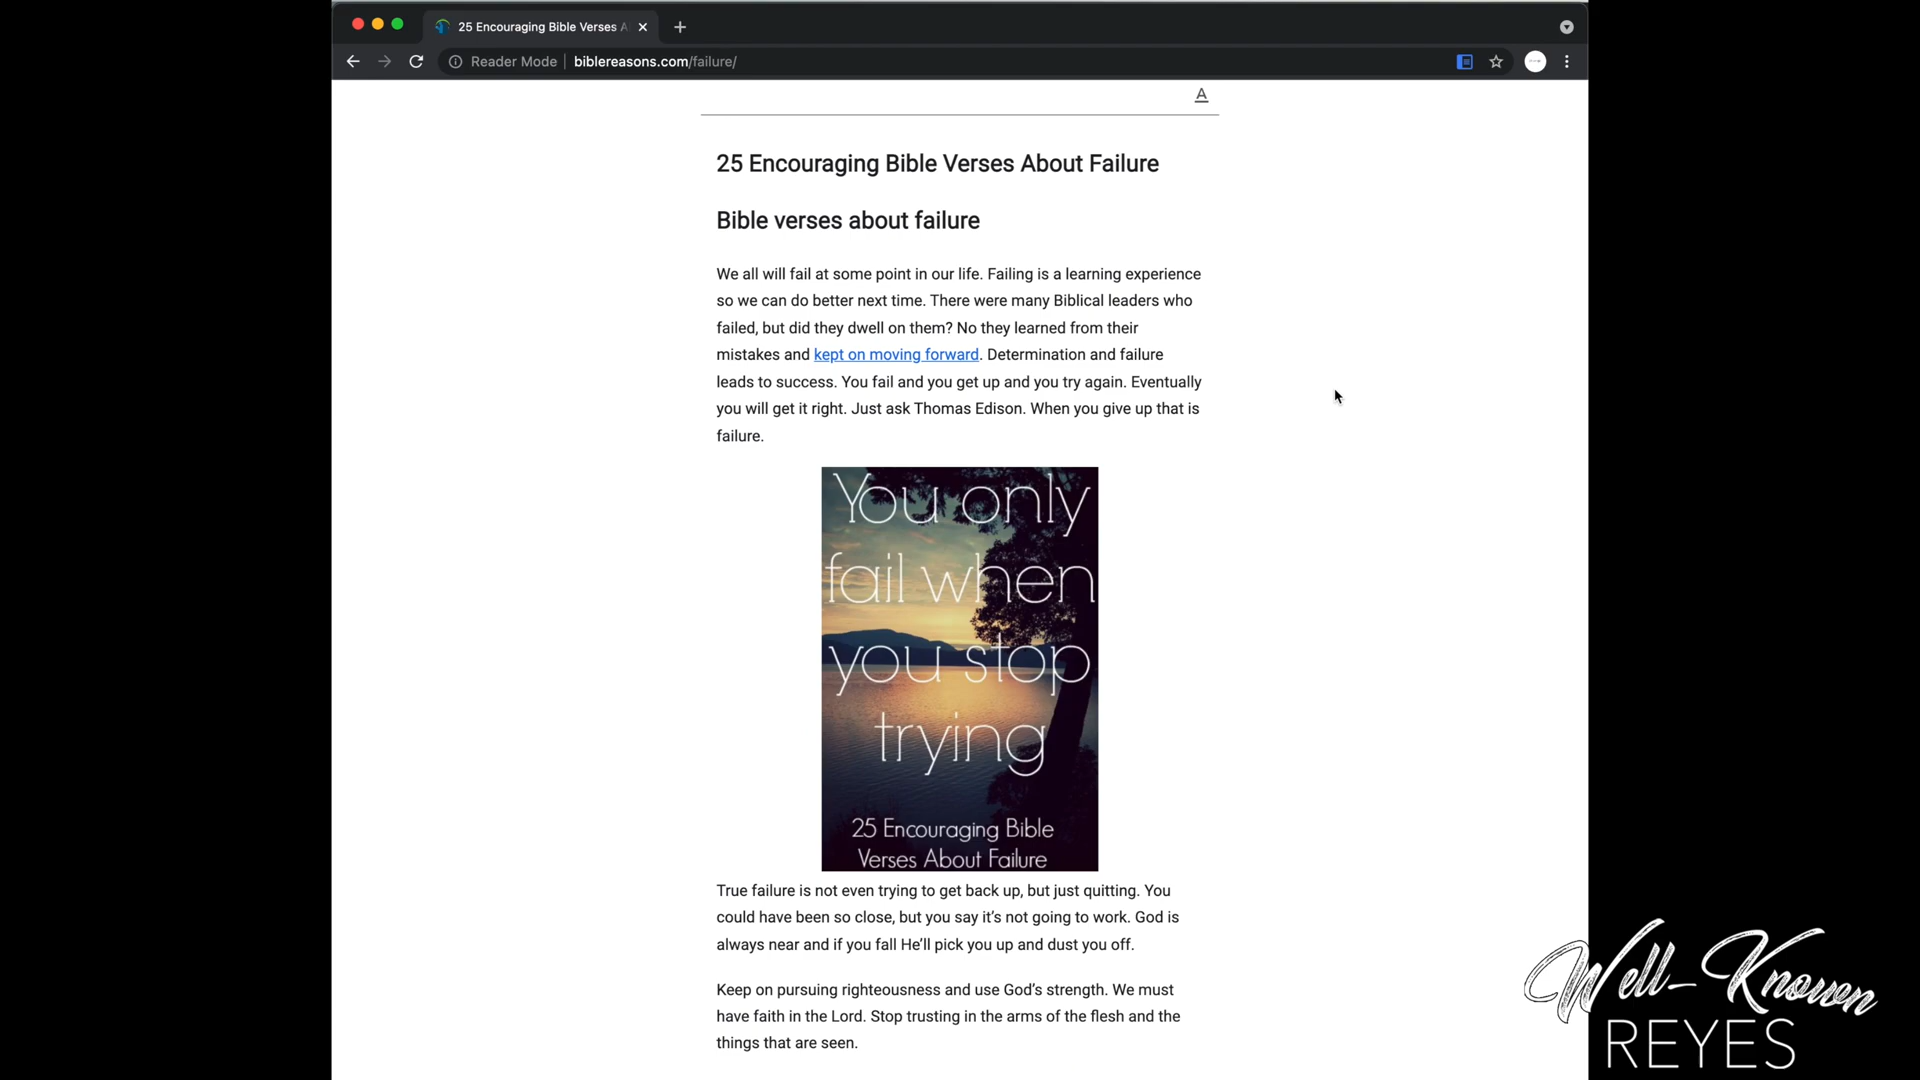 25 Encouraging Bible Verses A
Reader Mode
biblereasons.com/failure/
A
25 Encouraging Bible Verses About Failure
Bible verses about failure
We all will fail at some point in our life. Failing is a learning experience
so we can do better next time. There were many Biblical leaders who
failed, but did they dwell on them? No they learned from their
mistakes and kept on moving forward. Determination and failure
leads to success. You fail and you get up and you try again. Eventually
you will get it right. Just ask Thomas Edison. When you give up that is
failure.
You only
fail when
you stop
trying
25 Encouraging Bible
Verses About Failure
True failure is not even trying to get back up, but just quitting. You
could have been so close, but you say it’s not going to work. God is
always near and if you fall He’ll pick you up and dust you off.
Keep on pursuing righteousness and use God’s strength. We must
have faith in the Lord. Stop trusting in the arms of the flesh and the
things that are seen.
Well-Known
REYES